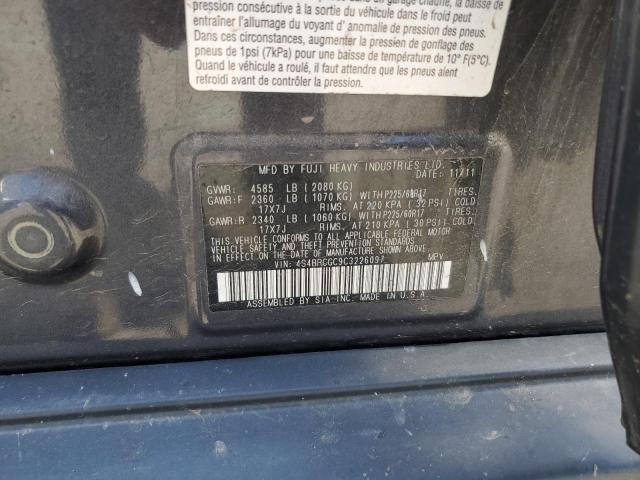 pression consécutive à la sortie du véhicule dans le froid peut
entraîner l'allumage du voyant d' anomalie de pression des pneus.
Dans ces circonstances, augmenter la pression de gonflage des
pneus de 1psi (7kPa) pour une baisse de température de 10° F(5°C).
Quand le véhicule a roulé, il faut attendre que les pneus aient
refroidi avant de contrôler la pression.
MFD BY FUJI HEAVY INDUSTRIES LTD.
DATE: 11/11
GVWR: 4585 LB (2080 KG)
GAWR:F 2360 LB (1070 KG) WITH P225/60R17 TIRES,
17X7J RIMS, AT 220 KPA (32 PSI) COLD
GAWR:R 2340 LB (1060 KG) WITH P225/60R17 TIRES,
17X7J RIMS, AT 210 KPA (30 PSI) COLD
THIS VEHICLE CONFORMS TO ALL APPLICABLE FEDERAL MOTOR
VEHICLE SAFETY AND THEFT PREVENTION STANDARDS
IN EFFECT ON THE DATE OF MANUFACTURE SHOWN ABOVE.
VIN: 4S4BRCGC9C3226097 MPV
ASSEMBLED BY SIA-INC. MADE IN U.S.A.